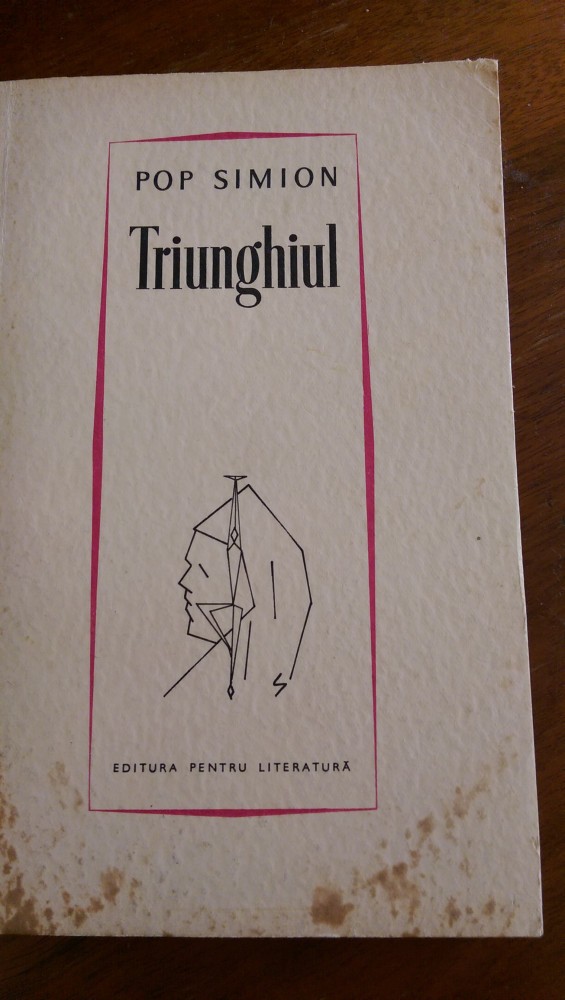 POP SIMION
Triunghiul
EDITURA PENTRU LITERATURĂ